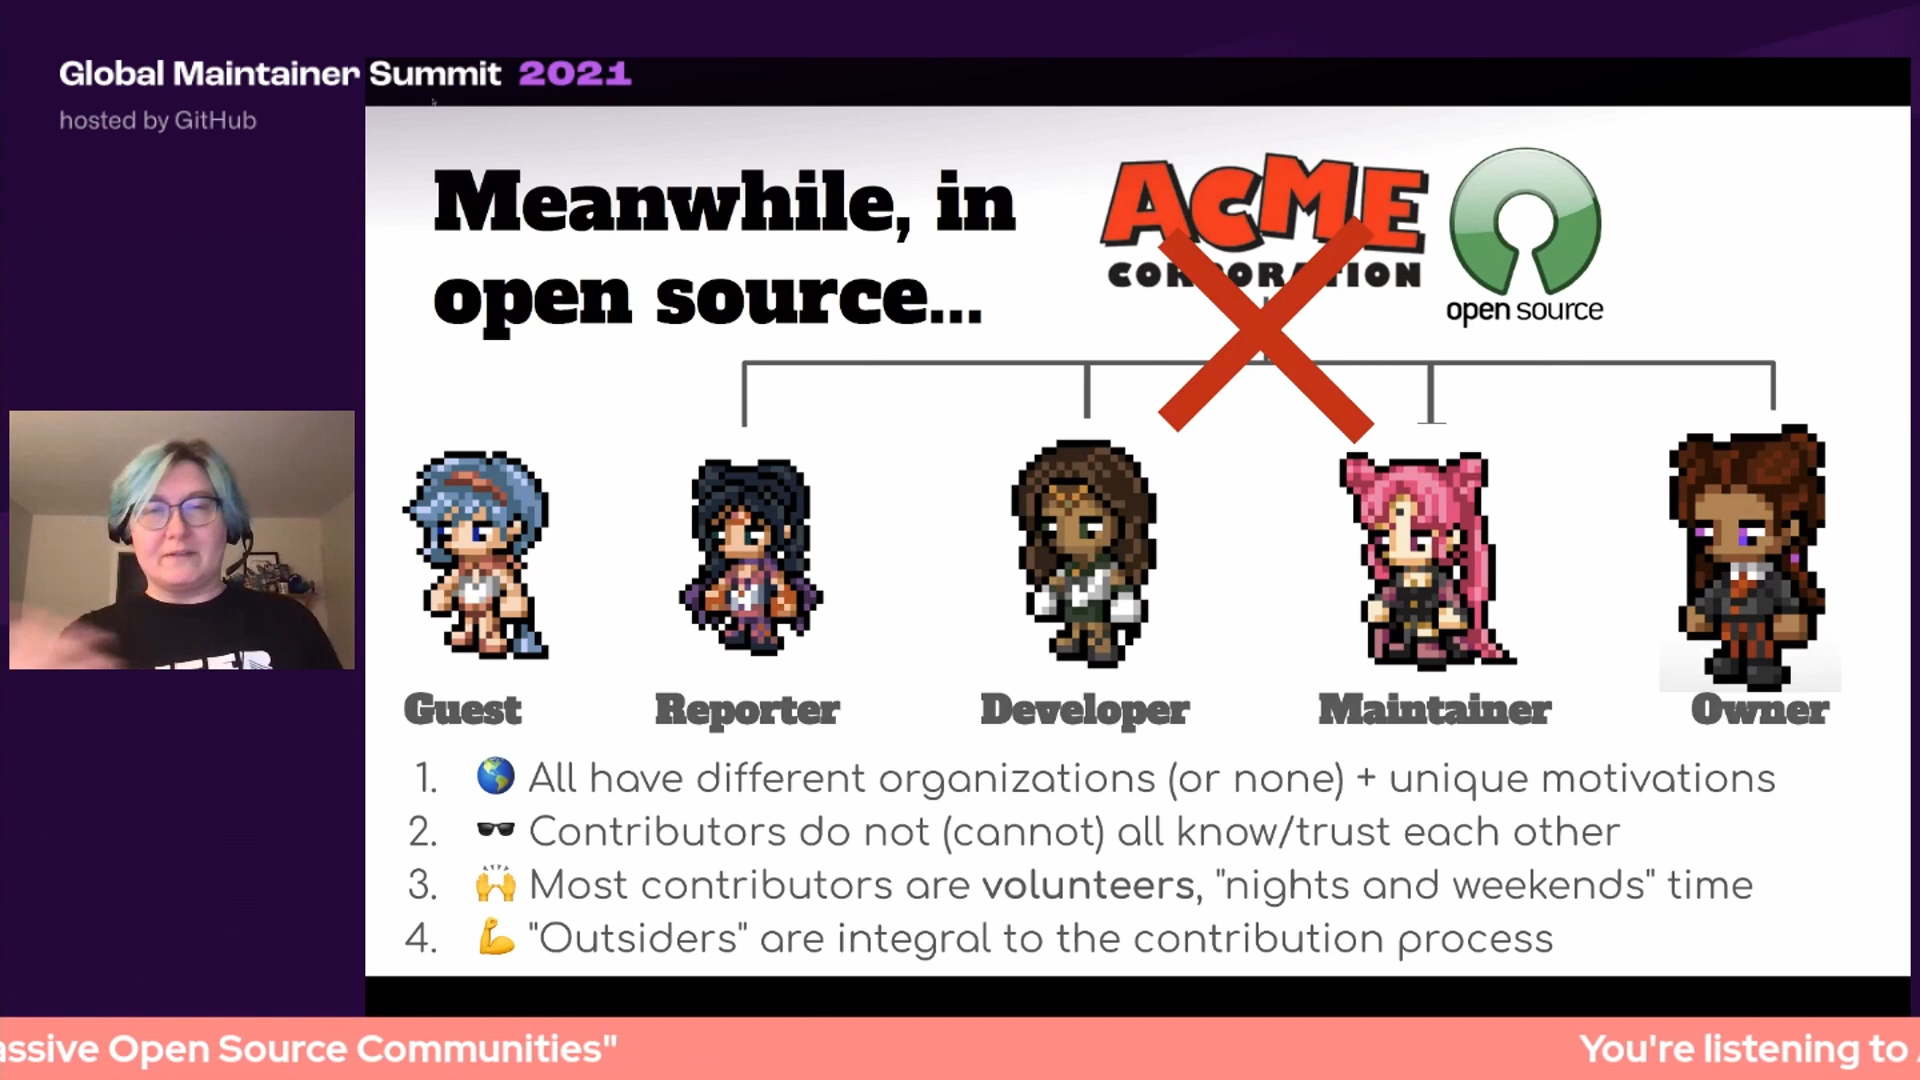 Global Maintainer Summit 2021
hosted by GitHub
Meanwhile, in
open source...
ACME
CORPORATION
open source
Guest
Reporter
Developer
Maintainer
Owner
1. 🌎 All have different organizations (or none) + unique motivations
2. 🕶️ Contributors do not (cannot) all know/trust each other
3. 🙌 Most contributors are volunteers, "nights and weekends" time
4. 💪 "Outsiders" are integral to the contribution process
assive Open Source Communities" You're listening to